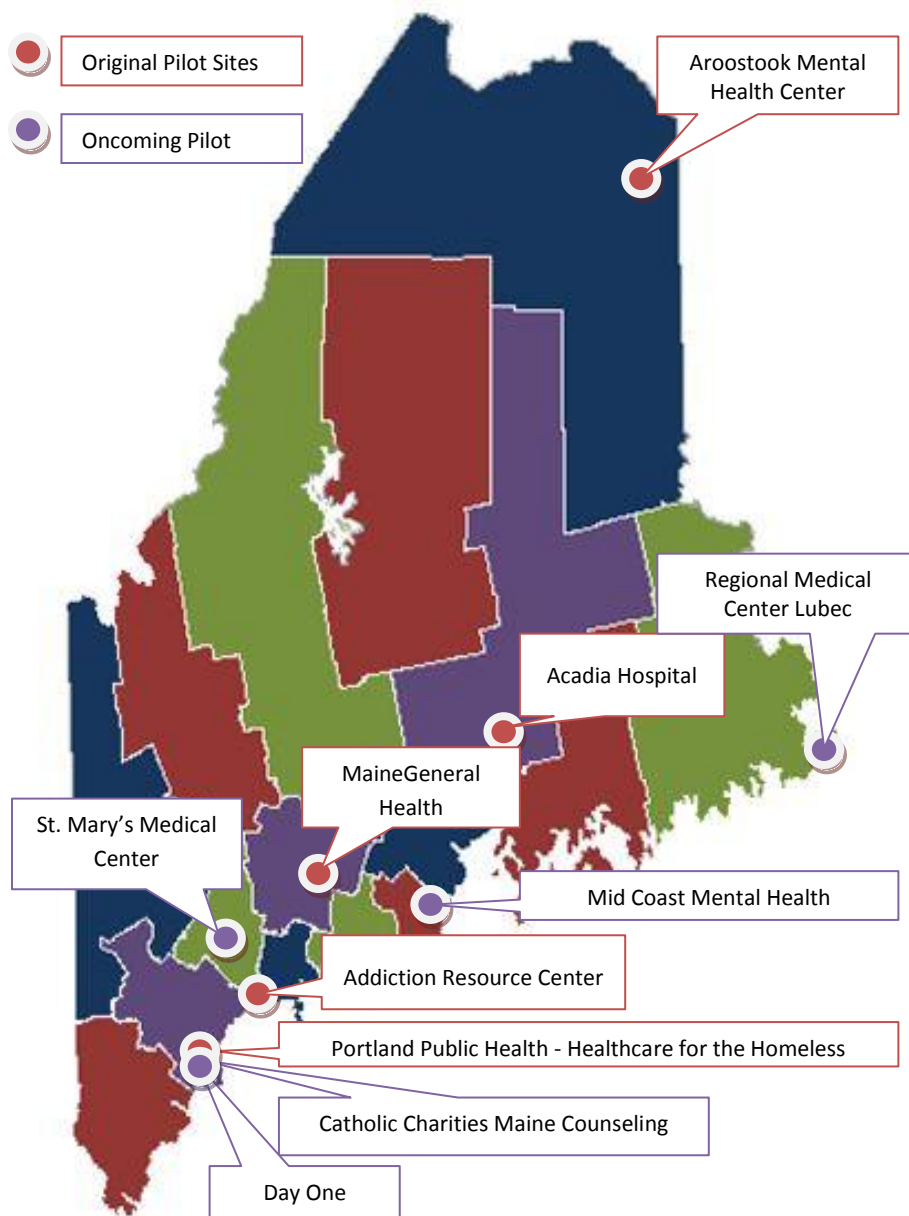 Original Pilot Sites
Aroostook Mental
Health Center
Oncoming Pilot
Regional Medical
Center Lubec
Acadia Hospital
MaineGeneral
Health
St. Mary’s Medical
Center
Mid Coast Mental Health
Addiction Resource Center
Portland Public Health - Healthcare for the Homeless
Catholic Charities Maine Counseling
Day One